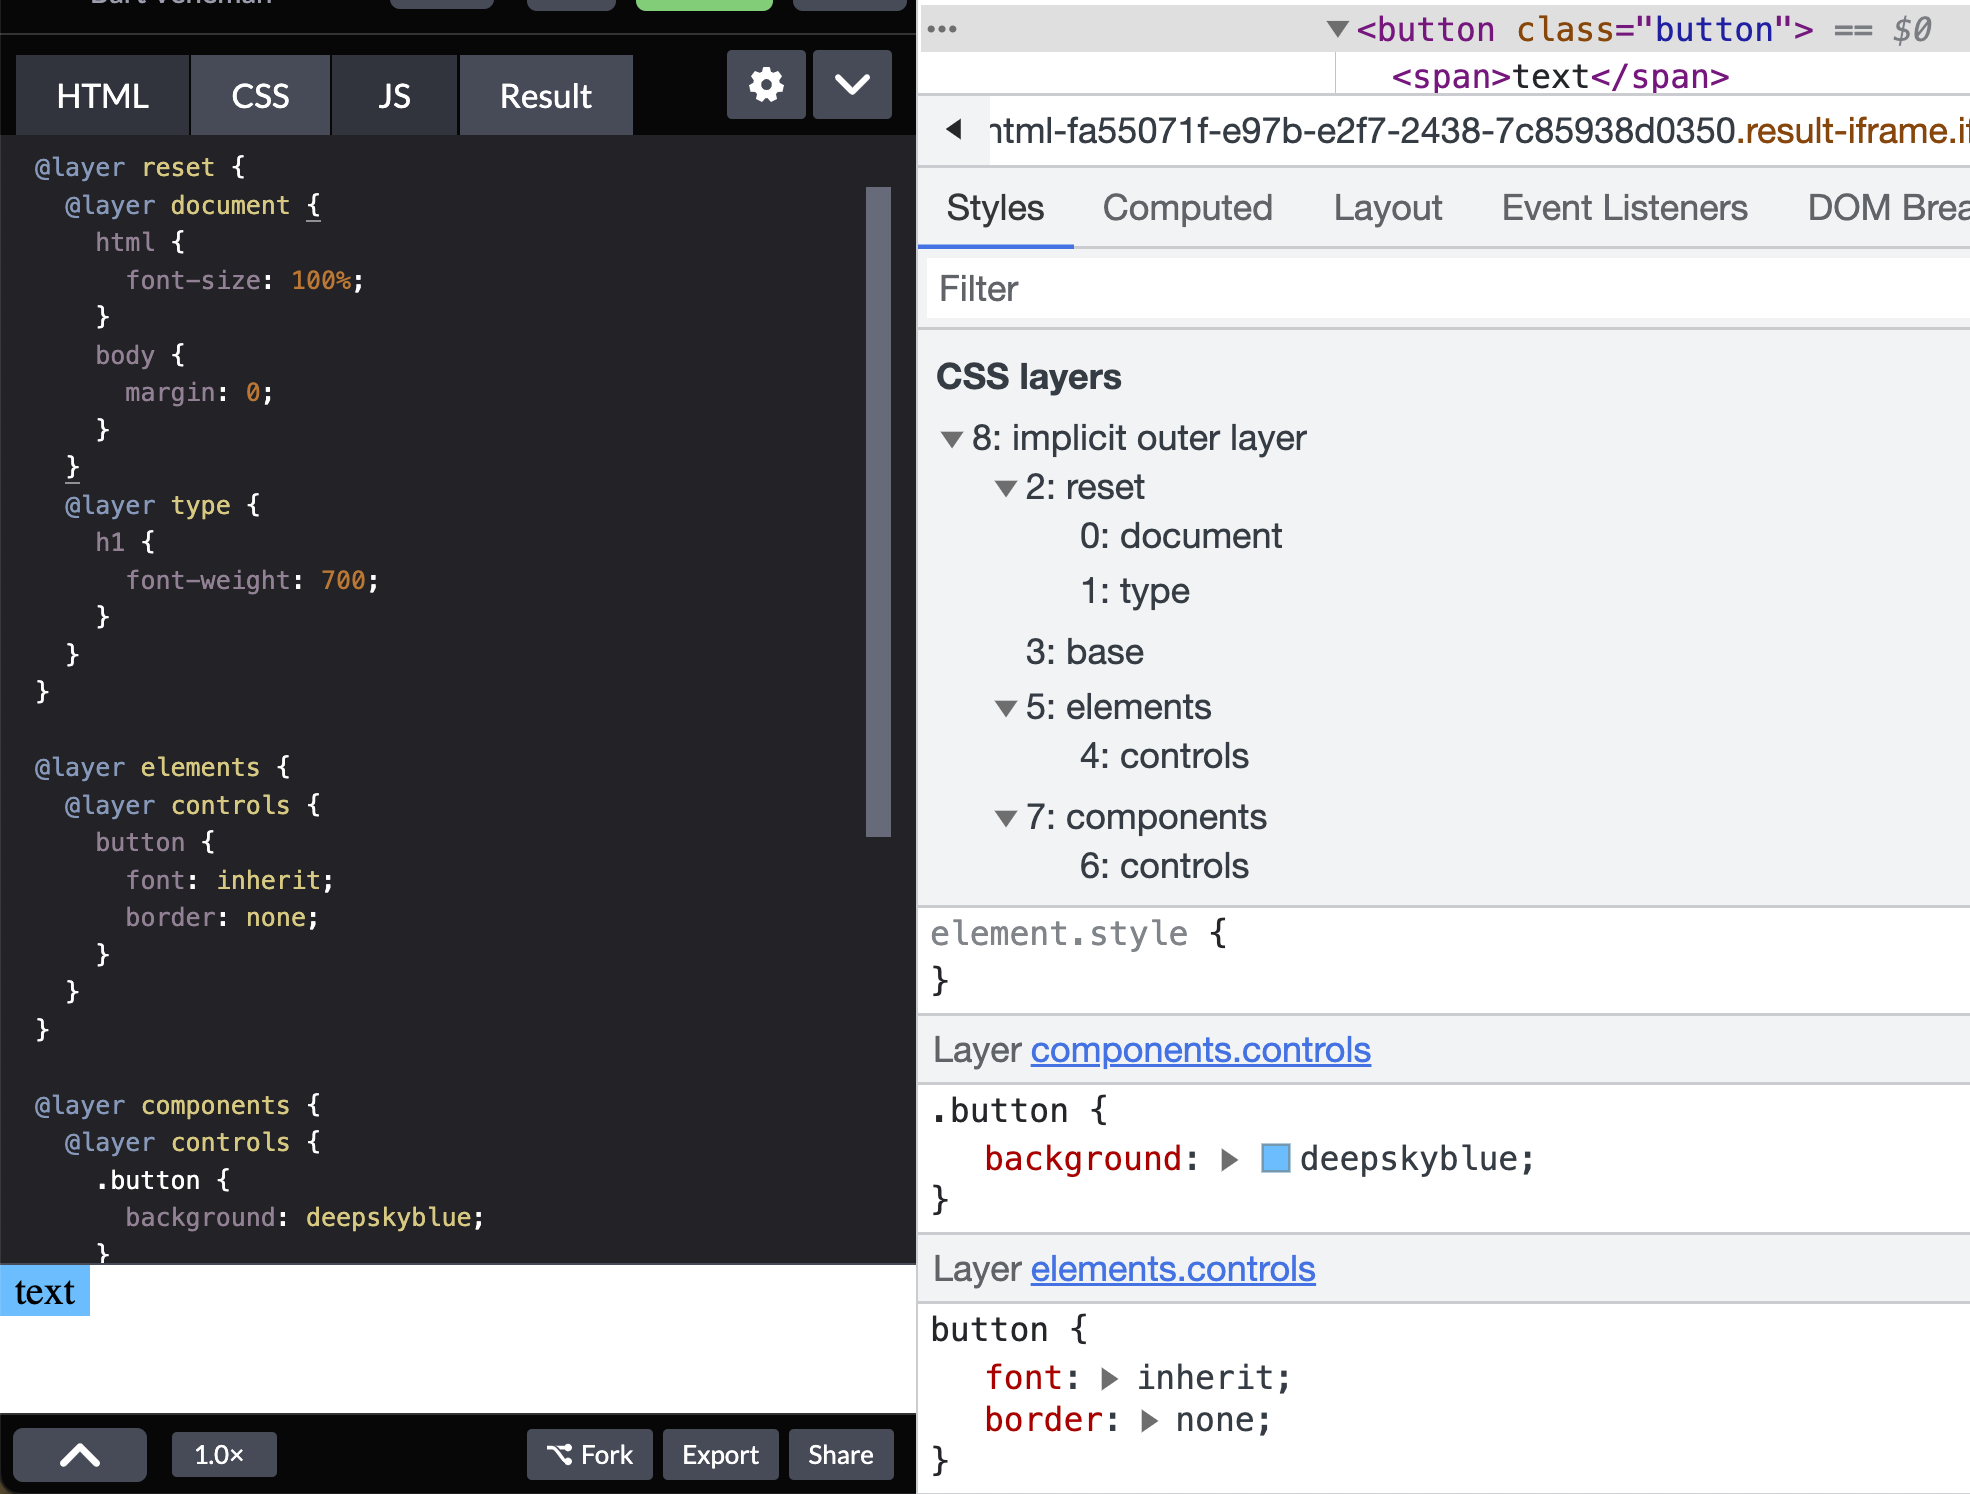 HTML CSS JS Result
@layer reset {
@layer document {
html {
font-size: 100%;
}
body {
margin: 0;
}
}
@layer type {
h1 {
font-weight: 700;
}
}
}
@layer elements {
@layer controls {
button {
font: inherit;
border: none;
}
}
}
@layer components {
@layer controls {
.button {
background: deepskyblue;
}
text
1.0×
Fork
Export
Share
<button class="button"> == $0
<span>text</span>
html-fa55071f-e97b-e2f7-2438-7c85938d0350.result-iframe.if
Styles Computed Layout Event Listeners DOM Brea
Filter
CSS layers
8: implicit outer layer
2: reset
0: document
1: type
3: base
5: elements
4: controls
7: components
6: controls
element.style {
}
Layer components.controls
.button {
background: deepskyblue;
}
Layer elements.controls
button {
font: inherit;
border: none;
}